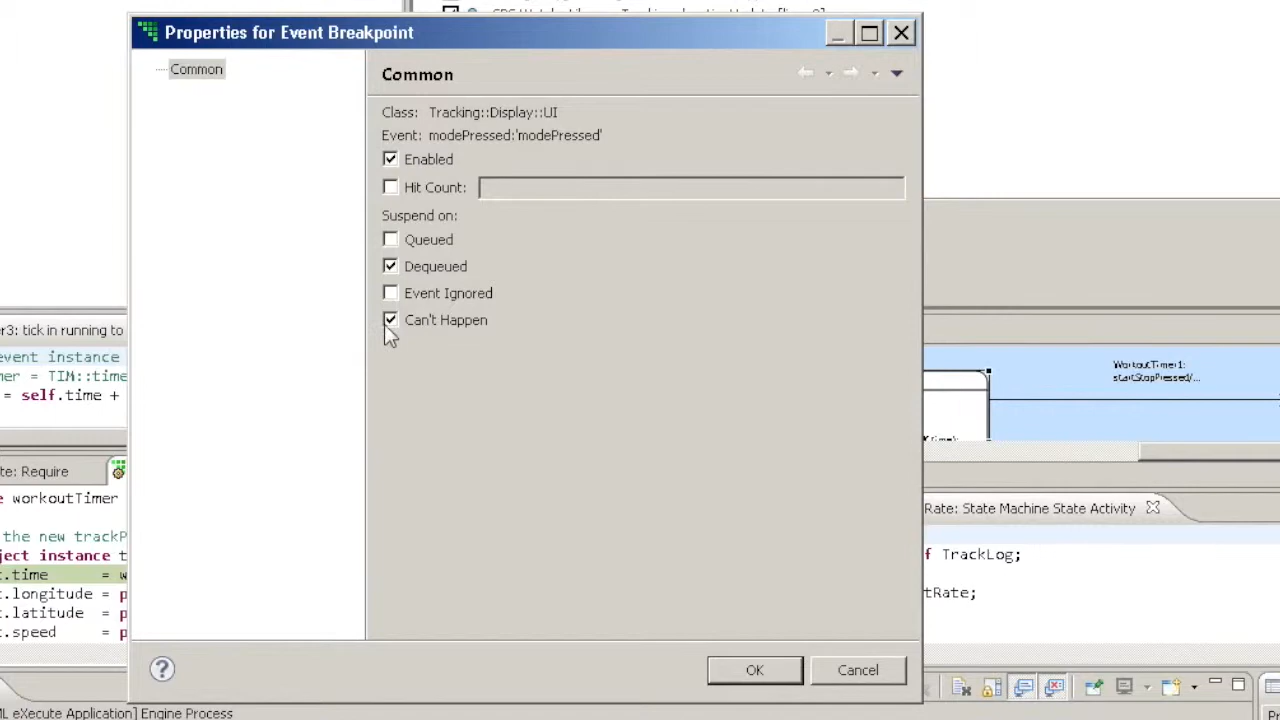 Properties for Event Breakpoint
Common
Common
Class: Tracking::Display::UI
Event: modePressed:'modePressed'
Enabled
Hit Count:
Suspend on:
Queued
Dequeued
Event Ignored
Can't Happen
OK
Cancel
?
r3: tick in running to
event instance
mer = TIM::time
= self.time +
te: Require
e workoutTimer
the new trackP
ject instance t
t.time = w
t.longitude = p
t.latitude = p
t.speed = p
WorkoutTimer1:
startStopPressed/...
Rate: State Machine State Activity
f TrackLog;
tRate;
ML eXecute Application] Engine Process